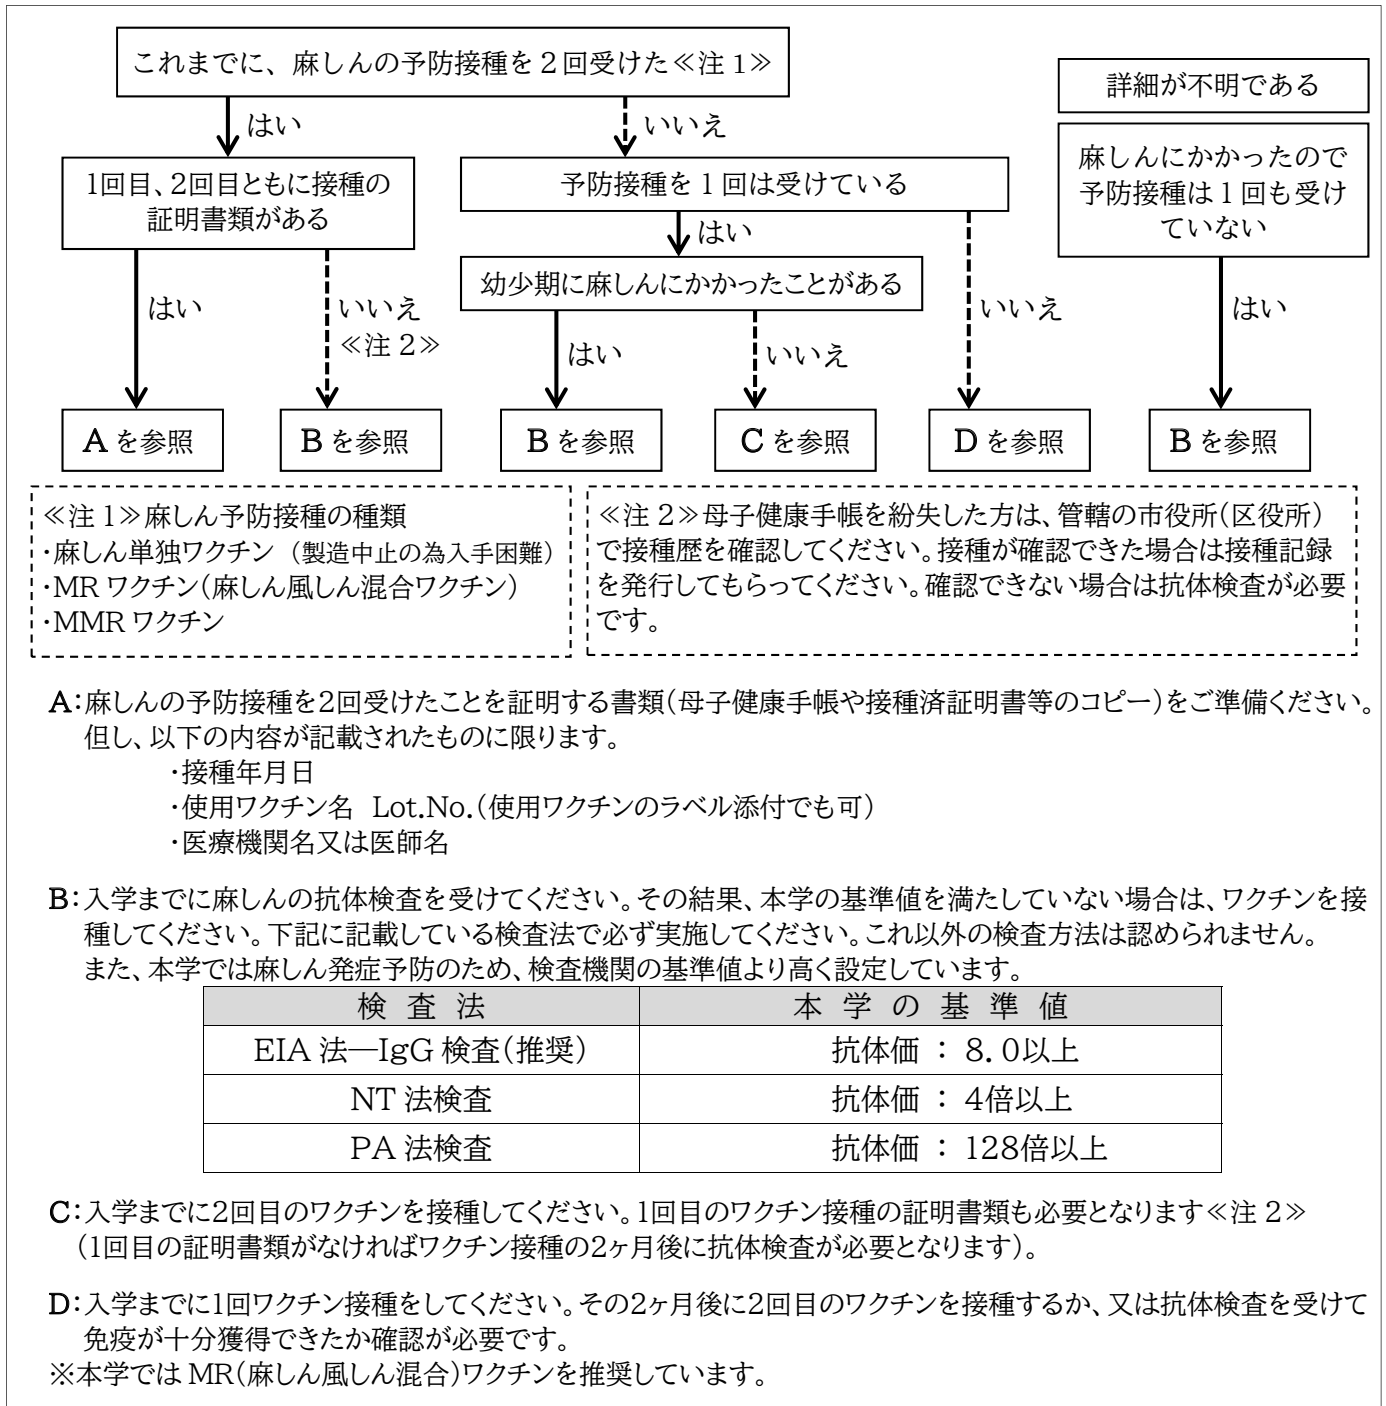 これまでに、麻しんの予防接種を2回受けた≪注1≫
はい
いいえ
1回目、2回目ともに接種の
証明書類がある
はい
いいえ
≪注2≫
予防接種を1回は受けている
はい
いいえ
幼少期に麻しんにかかったことがある
はい
いいえ
詳細が不明である
麻しんにかかったので
予防接種は1回も受け
ていない
はい
Aを参照
Bを参照
Bを参照
Cを参照
Dを参照
Bを参照
≪注1≫麻しん予防接種の種類
・麻しん単独ワクチン（製造中止の為入手困難）
・MRワクチン（麻しん風しん混合ワクチン）
・MMRワクチン
≪注2≫母子健康手帳を紛失した方は、管轄の市役所（区役所）
で接種歴を確認してください。接種が確認できた場合は接種記録
を発行してもらってください。確認できない場合は抗体検査が必要
です。
A：麻しんの予防接種を2回受けたことを証明する書類（母子健康手帳や接種済証明書等のコピー）をご準備ください。
但し、以下の内容が記載されたものに限ります。
・接種年月日
・使用ワクチン名 Lot.No.（使用ワクチンのラベル添付でも可）
・医療機関名又は医師名
B：入学までに麻しんの抗体検査を受けてください。その結果、本学の基準値を満たしていない場合は、ワクチンを接
種してください。下記に記載している検査法で必ず実施してください。これ以外の検査方法は認められません。
また、本学では麻しん発症予防のため、検査機関の基準値より高く設定しています。
検査法 本学の基準値
EIA法―IgG検査（推奨） 抗体価：8.0以上
NT法検査 抗体価：4倍以上
PA法検査 抗体価：128倍以上
C：入学までに2回目のワクチンを接種してください。1回目のワクチン接種の証明書類も必要となります≪注2≫
（1回目の証明書類がなければワクチン接種の2ヶ月後に抗体検査が必要となります）。
D：入学までに1回ワクチン接種をしてください。その2ヶ月後に2回目のワクチンを接種するか、又は抗体検査を受けて
免疫が十分獲得できたか確認が必要です。
※本学ではMR（麻しん風しん混合）ワクチンを推奨しています。